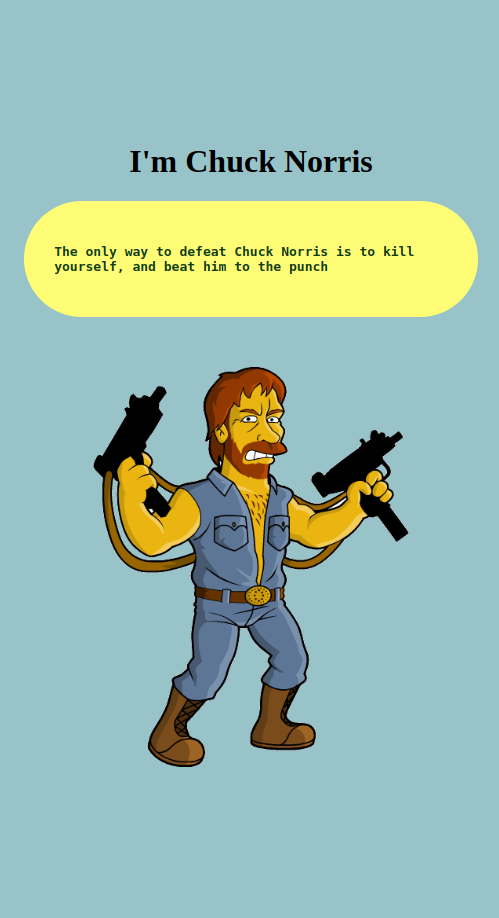 I'm Chuck Norris
The only way to defeat Chuck Norris is to kill
yourself, and beat him to the punch